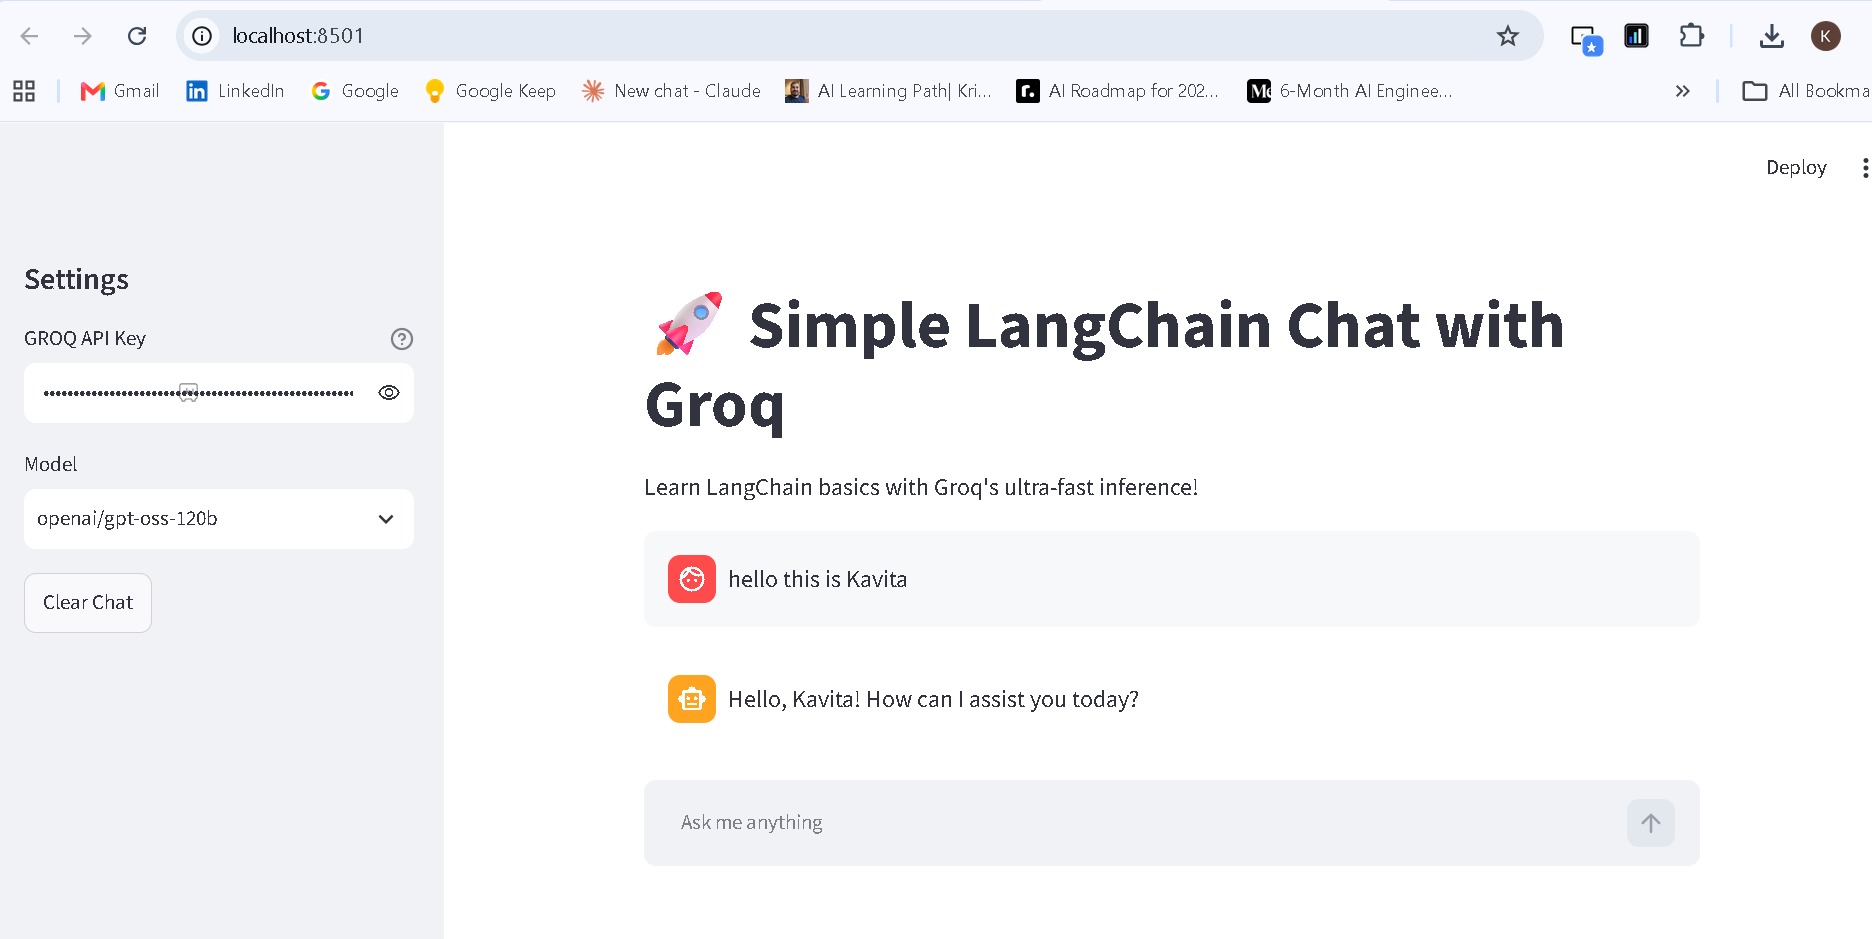 localhost:8501
Gmail
LinkedIn
Google
Google Keep
New chat - Claude
AI Learning Path| Kri...
AI Roadmap for 202...
6-Month AI Enginee...
All Bookma
K
Deploy
Settings
GROQ API Key
Model
openai/gpt-oss-120b
Clear Chat
🚀 Simple LangChain Chat with
Groq
Learn LangChain basics with Groq's ultra-fast inference!
hello this is Kavita
Hello, Kavita! How can I assist you today?
Ask me anything